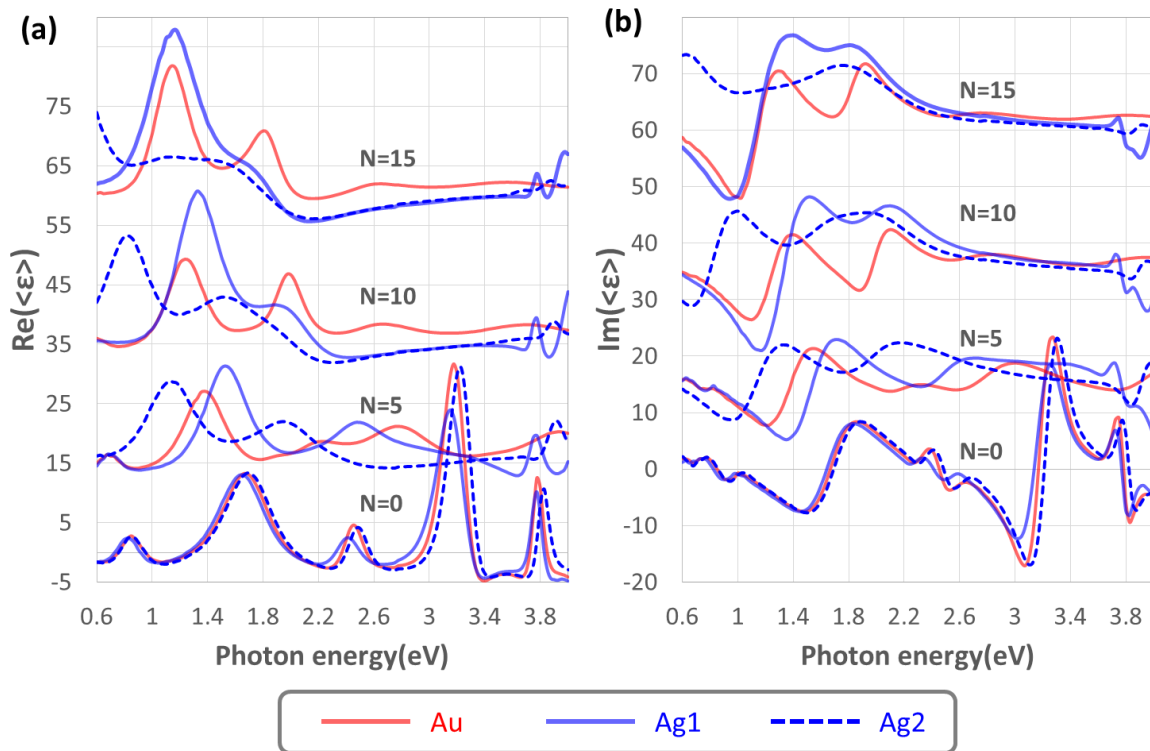 (a)
75
65
55
45
35
25
15
5
-5
Re(<ε>)
N=15
N=10
N=5
N=0
0.6 1 1.4 1.8 2.2 2.6 3 3.4 3.8
Photon energy(eV)
(b)
70
60
50
40
30
20
10
0
-10
-20
Im(<ε>)
N=15
N=10
N=5
N=0
0.6 1 1.4 1.8 2.2 2.6 3 3.4 3.8
Photon energy(eV)
Au Ag1 Ag2